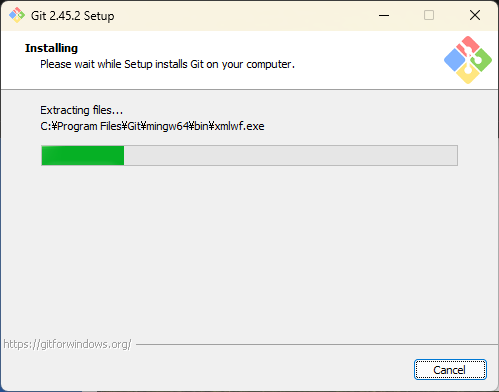 Git 2.45.2 Setup
Installing
Please wait while Setup installs Git on your computer.
Extracting files...
C:¥Program Files¥Git¥mingw64¥bin¥xmlwf.exe
https://gitforwindows.org/
Cancel